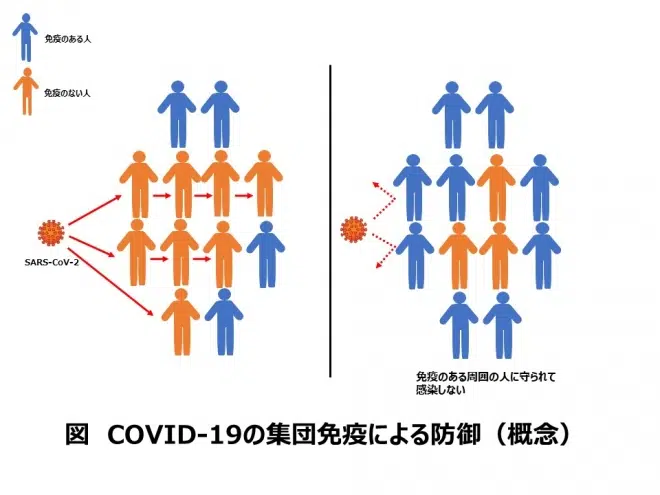 免疫のある人
免疫のない人
SARS-CoV-2
免疫のある周囲の人に守られて
感染しない
図 COVID-19の集団免疫による防御（概念）